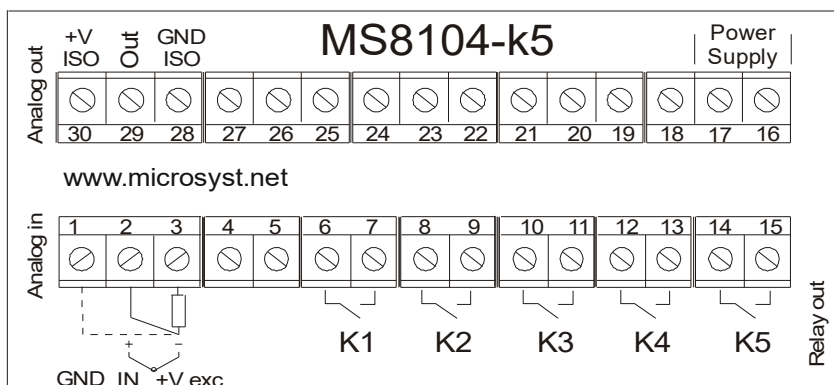 MS8104-k5
+V ISO
Out
GND ISO
Power Supply
Analog out
30 29 28 27 26 25 24 23 22 21 20 19 18 17 16
www.microsyst.net
Analog in
1 2 3 4 5 6 7 8 9 10 11 12 13 14 15
K1 K2 K3 K4 K5
Relay out
+ -
GND IN +V exc